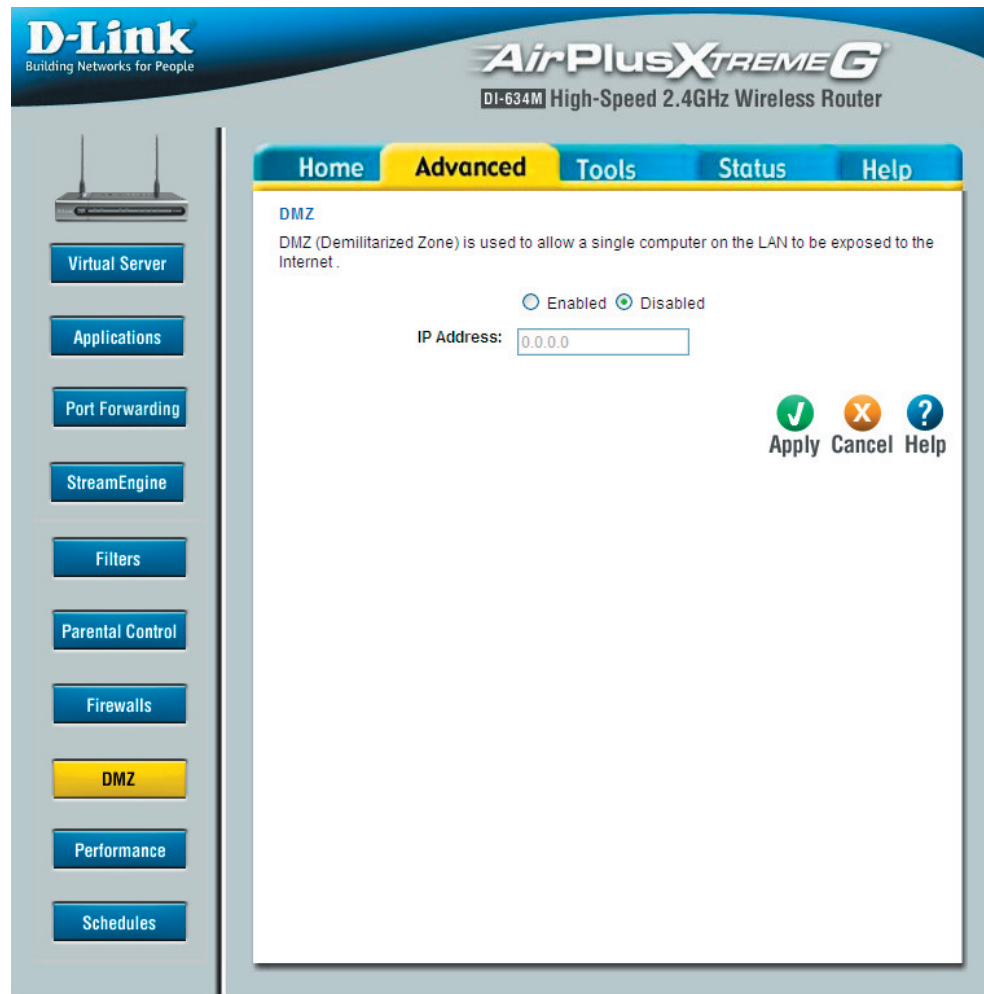 D-Link
Building Networks for People
AirPlusXtremeG
DI-634M High-Speed 2.4GHz Wireless Router
Home
Advanced
Tools
Status
Help
Virtual Server
Applications
Port Forwarding
StreamEngine
Filters
Parental Control
Firewalls
DMZ
Performance
Schedules
DMZ
DMZ (Demilitarized Zone) is used to allow a single computer on the LAN to be exposed to the
Internet .
Enabled Disabled
IP Address: 0.0.0.0
Apply Cancel Help